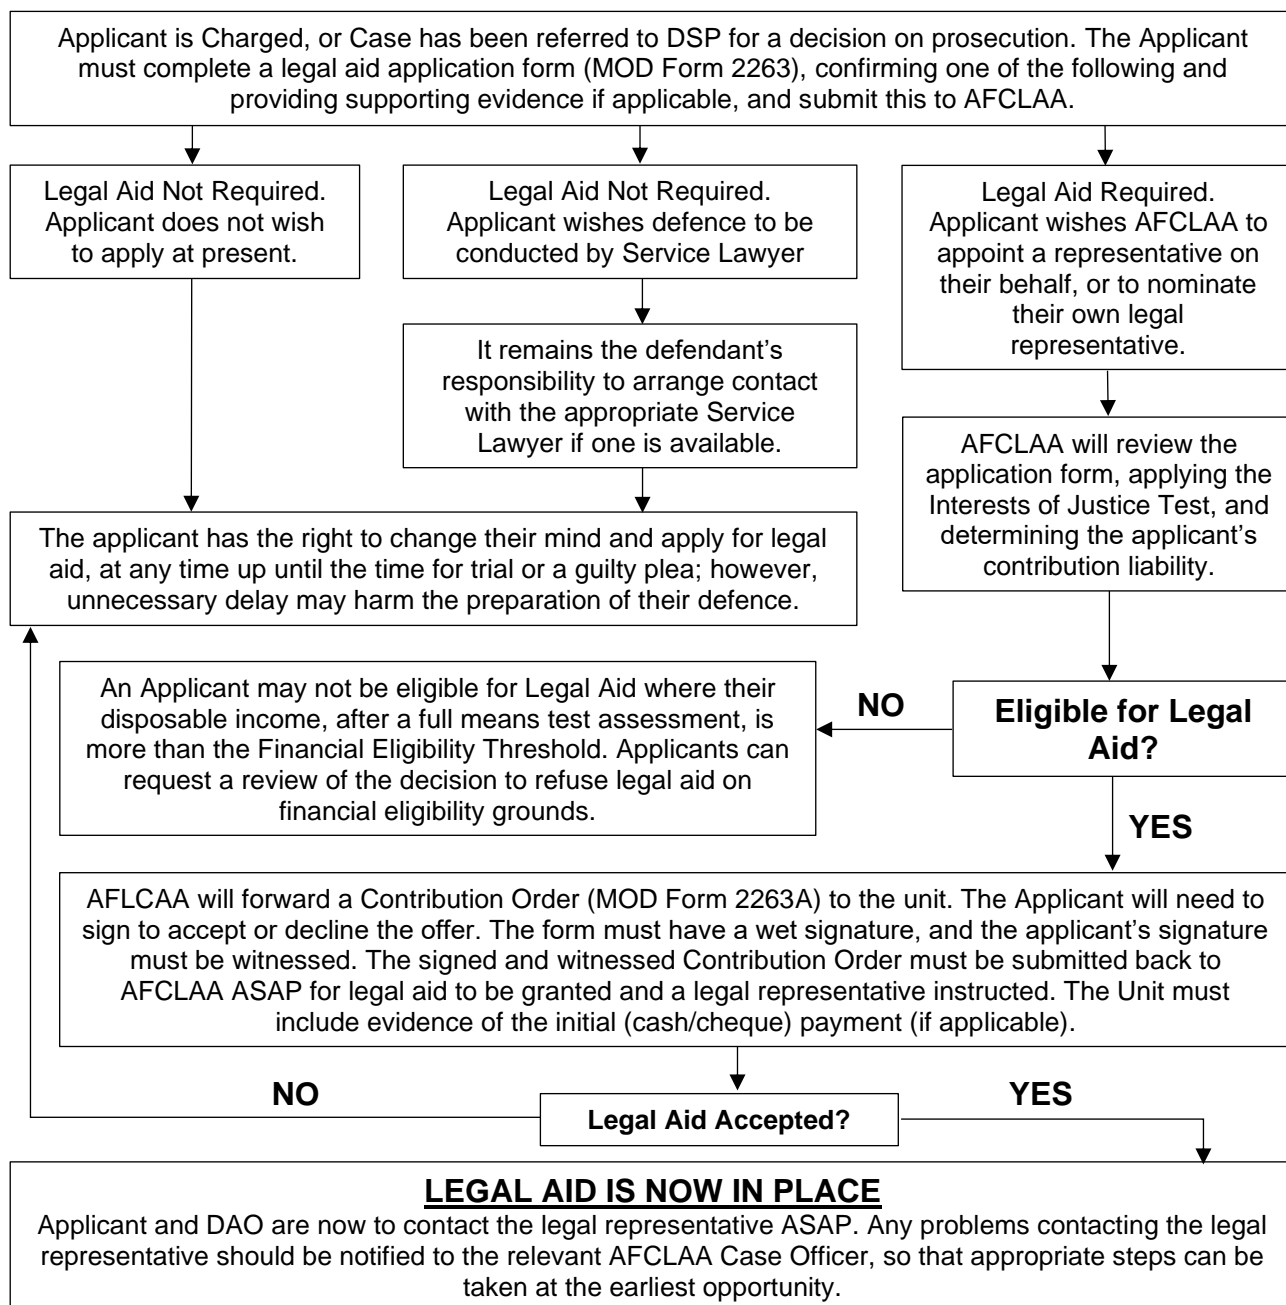 Applicant is Charged, or Case has been referred to DSP for a decision on prosecution. The Applicant
must complete a legal aid application form (MOD Form 2263), confirming one of the following and
providing supporting evidence if applicable, and submit this to AFCLAA.
Legal Aid Not Required.
Applicant does not wish
to apply at present.
Legal Aid Not Required.
Applicant wishes defence to be
conducted by Service Lawyer
Legal Aid Required.
Applicant wishes AFCLAA to
appoint a representative on
their behalf, or to nominate
their own legal
representative.
It remains the defendant's
responsibility to arrange contact
with the appropriate Service
Lawyer if one is available.
AFCLAA will review the
application form, applying the
Interests of Justice Test, and
determining the applicant's
contribution liability.
The applicant has the right to change their mind and apply for legal
aid, at any time up until the time for trial or a guilty plea; however,
unnecessary delay may harm the preparation of their defence.
An Applicant may not be eligible for Legal Aid where their
disposable income, after a full means test assessment, is
more than the Financial Eligibility Threshold. Applicants can
request a review of the decision to refuse legal aid on
financial eligibility grounds.
NO
Eligible for Legal
Aid?
YES
AFLCAA will forward a Contribution Order (MOD Form 2263A) to the unit. The Applicant will need to
sign to accept or decline the offer. The form must have a wet signature, and the applicant's signature
must be witnessed. The signed and witnessed Contribution Order must be submitted back to
AFCLAA ASAP for legal aid to be granted and a legal representative instructed. The Unit must
include evidence of the initial (cash/cheque) payment (if applicable).
NO
YES
Legal Aid Accepted?
LEGAL AID IS NOW IN PLACE
Applicant and DAO are now to contact the legal representative ASAP. Any problems contacting the legal
representative should be notified to the relevant AFCLAA Case Officer, so that appropriate steps can be
taken at the earliest opportunity.